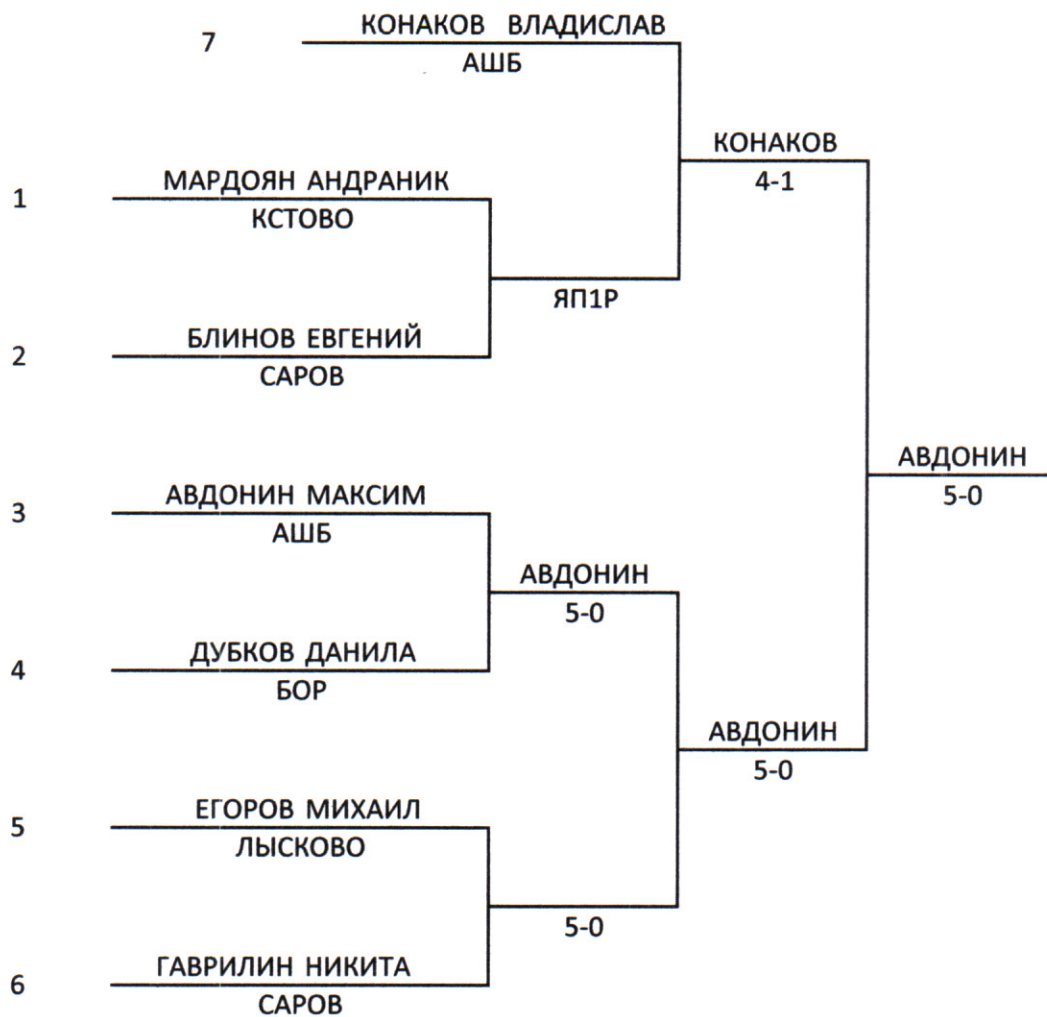 КОНАКОВ ВЛАДИСЛАВ
7
АШБ
КОНАКОВ
4-1
МАРДОЯН АНДРАНИК
1
КСТОВО
ЯП1Р
БЛИНОВ ЕВГЕНИЙ
2
САРОВ
АВДОНИН
5-0
АВДОНИН МАКСИМ
3
АШБ
АВДОНИН
5-0
ДУБКОВ ДАНИЛА
4
БОР
АВДОНИН
5-0
ЕГОРОВ МИХАИЛ
5
ЛЫСКОВО
5-0
ГАВРИЛИН НИКИТА
6
САРОВ